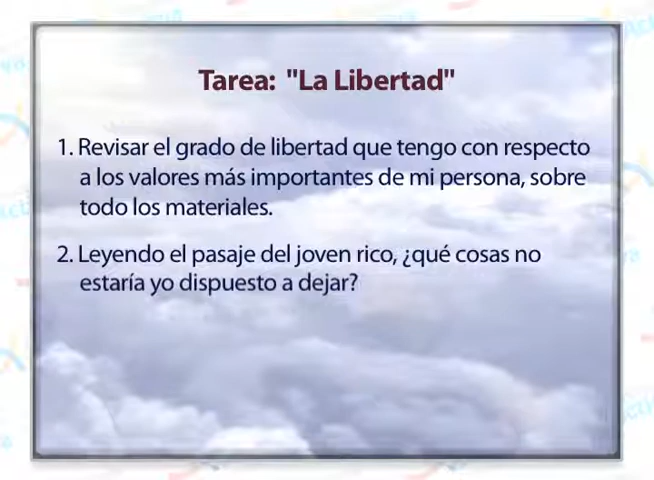 Tarea: "La Libertad"
1. Revisar el grado de libertad que tengo con respecto
a los valores más importantes de mi persona, sobre
todo los materiales.
2. Leyendo el pasaje del joven rico, ¿qué cosas no
estaría yo dispuesto a dejar?